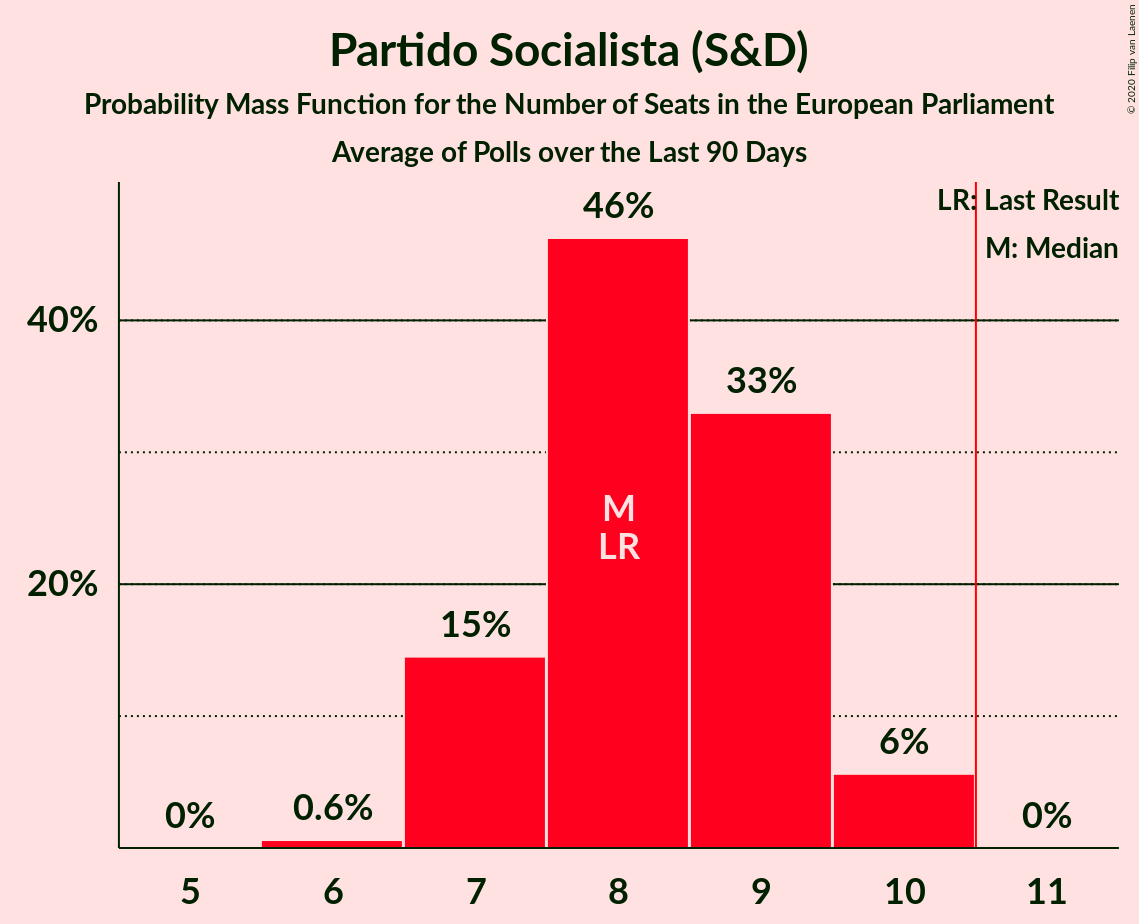 Partido Socialista (S&D)
Probability Mass Function for the Number of Seats in the European Parliament
Average of Polls over the Last 90 Days
© 2020 Filip van Laenen
LR: Last Result
M: Median
40%
20%
0%
0.6%
15%
46%
33%
6%
0%
M
LR
5
6
7
8
9
10
11